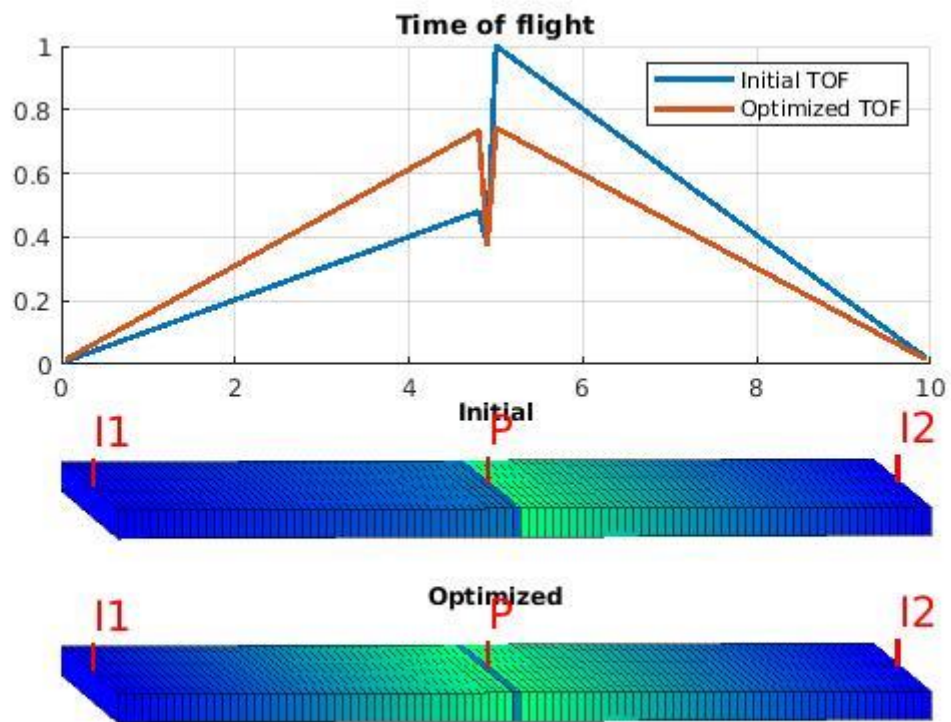 Time of flight
1
0.8
0.6
0.4
0.2
0
Initial TOF
Optimized TOF
0 2 4 6 8 10
Initial
I1 P I2
Optimized
I1 P I2